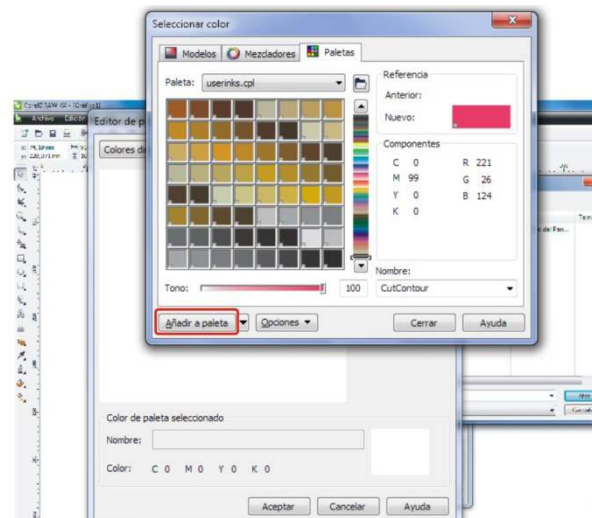 Seleccionar color
Modelos
Mezcladores
Paletas
Paleta:
userinks.cpl
Referencia
Anterior:
Nuevo:
Componentes
C 0 R 221
M 99 G 26
Y 0 B 124
K 0
Nombre:
CutContour
Tono:
100
Añadir a paleta
Opciones
Cerrar
Ayuda
Archivo
Edición
Editor de p
Colores d
Color de paleta seleccionado
Nombre:
Color: C 0 M 0 Y 0 K 0
Aceptar
Cancelar
Ayuda